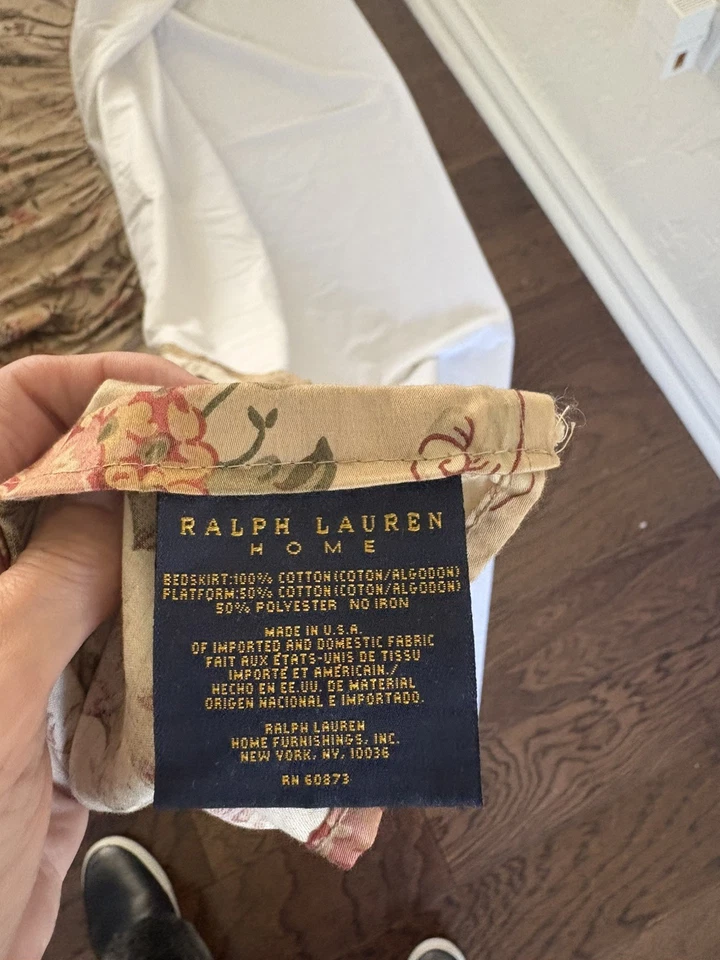 RALPH LAUREN
HOME
BEDSKIRT:100% COTTON(COTON/ALGODON)
PLATFORM:50% COTTON(COTON/ALGODON)
50% POLYESTER NO IRON
MADE IN U.S.A.
OF IMPORTED AND DOMESTIC FABRIC
FAIT AUX ÉTATS-UNIS DE TISSU
IMPORTÉ ET AMÉRICAIN./
HECHO EN EE.UU. DE MATERIAL
ORIGEN NACIONAL E IMPORTADO.
RALPH LAUREN
HOME FURNISHINGS, INC.
NEW YORK, NY, 10036
RN 60873